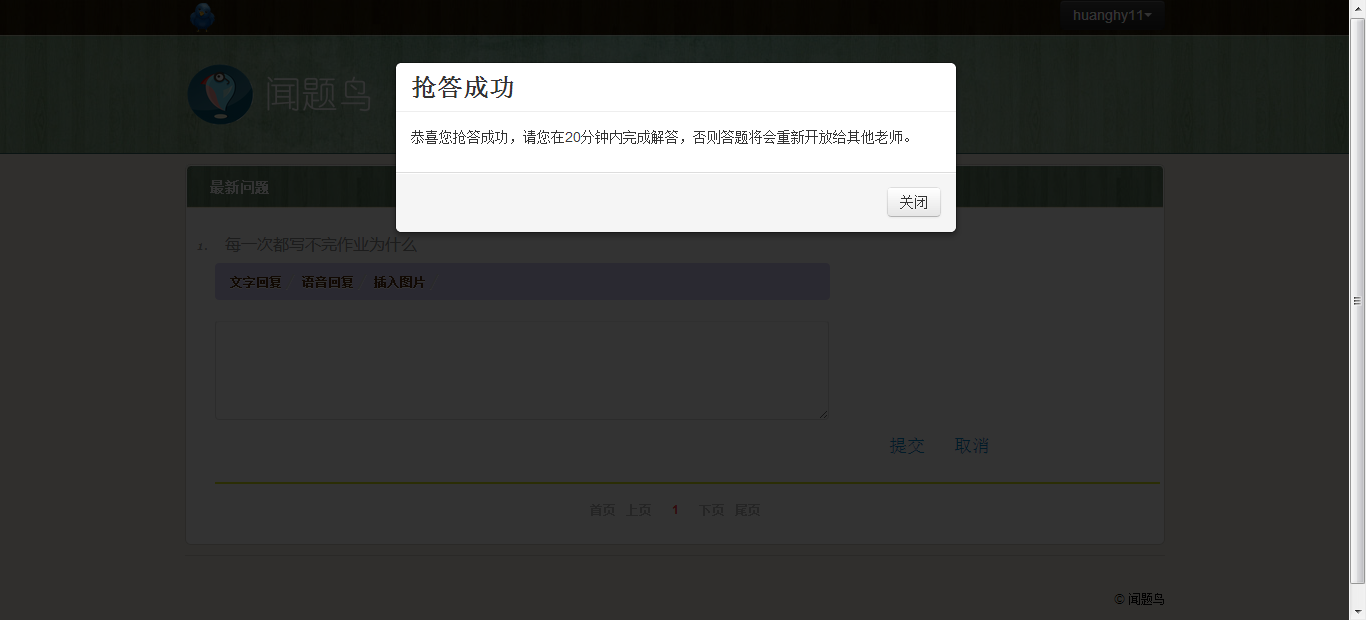 huanghy11
闻题鸟
抢答成功
恭喜您抢答成功，请您在20分钟内完成解答，否则答题将会重新开放给其他老师。
关闭
最新问题
1. 每一次都写不完作业为什么
文字回复 语音回复 插入图片
提交 取消
首页 上页 1 下页 尾页
© 闻题鸟